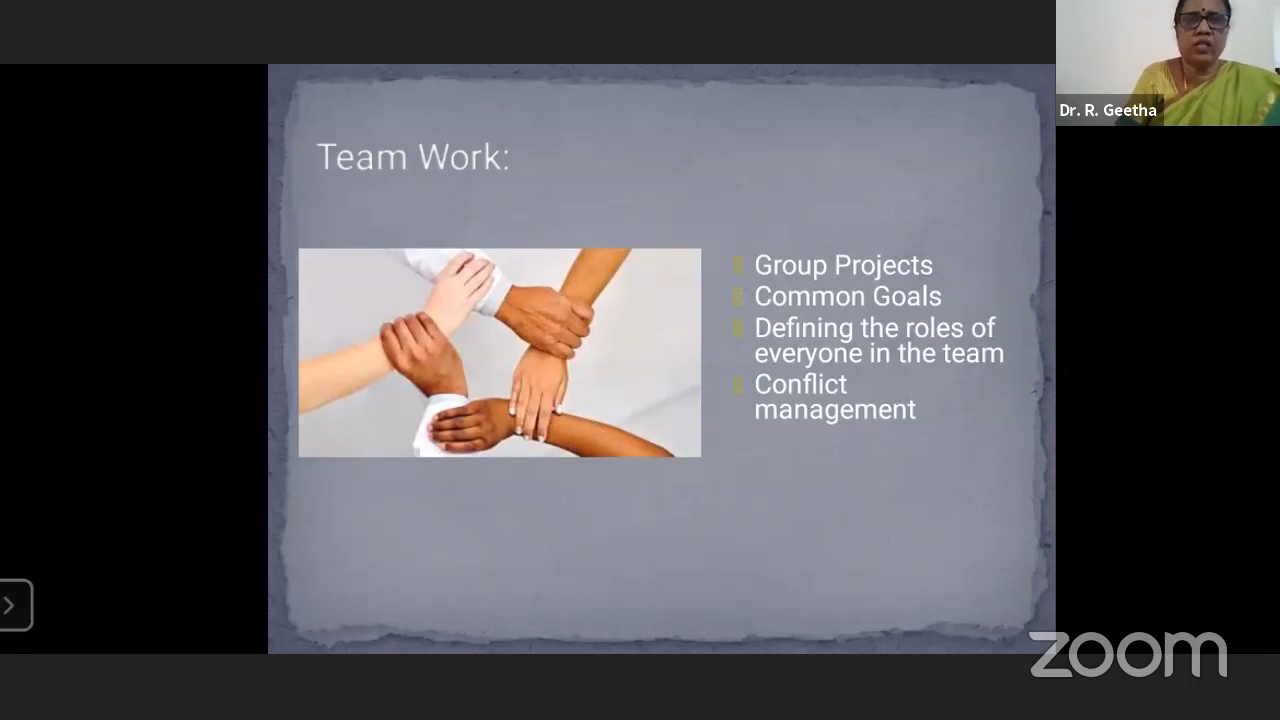 Dr. R. Geetha
Team Work:
Group Projects
Common Goals
Defining the roles of
everyone in the team
Conflict
management
zoom